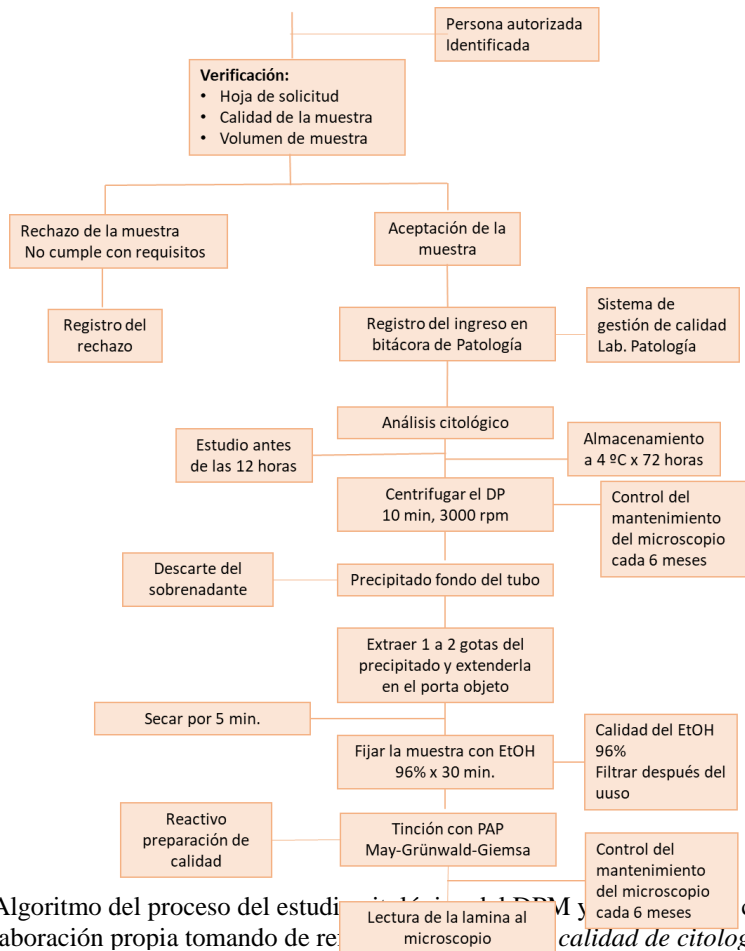 Persona autorizada
Identificada
Verificación:
• Hoja de solicitud
• Calidad de la muestra
• Volumen de muestra
Rechazo de la muestra
No cumple con requisitos
Aceptación de la
muestra
Registro del
rechazo
Registro del ingreso en
bitácora de Patología
Sistema de
gestión de calidad
Lab. Patología
Análisis citológico
Estudio antes
de las 12 horas
Almacenamiento
a 4 ºC x 72 horas
Centrifugar el DP
10 min, 3000 rpm
Control del
mantenimiento
del microscopio
cada 6 meses
Descarte del
sobrenadante
Precipitado fondo del tubo
Extraer 1 a 2 gotas del
precipitado y extenderla
en el porta objeto
Secar por 5 min.
Fijar la muestra con EtOH
96% x 30 min.
Calidad del EtOH
96%
Filtrar después del
uuso
Reactivo
preparación de
calidad
Tinción con PAP
May-Grünwald-Giemsa
Control del
mantenimiento
del microscopio
cada 6 meses
Lectura de la lamina al
microscopio
Algoritmo del proceso del y
propia tomando de calidad de